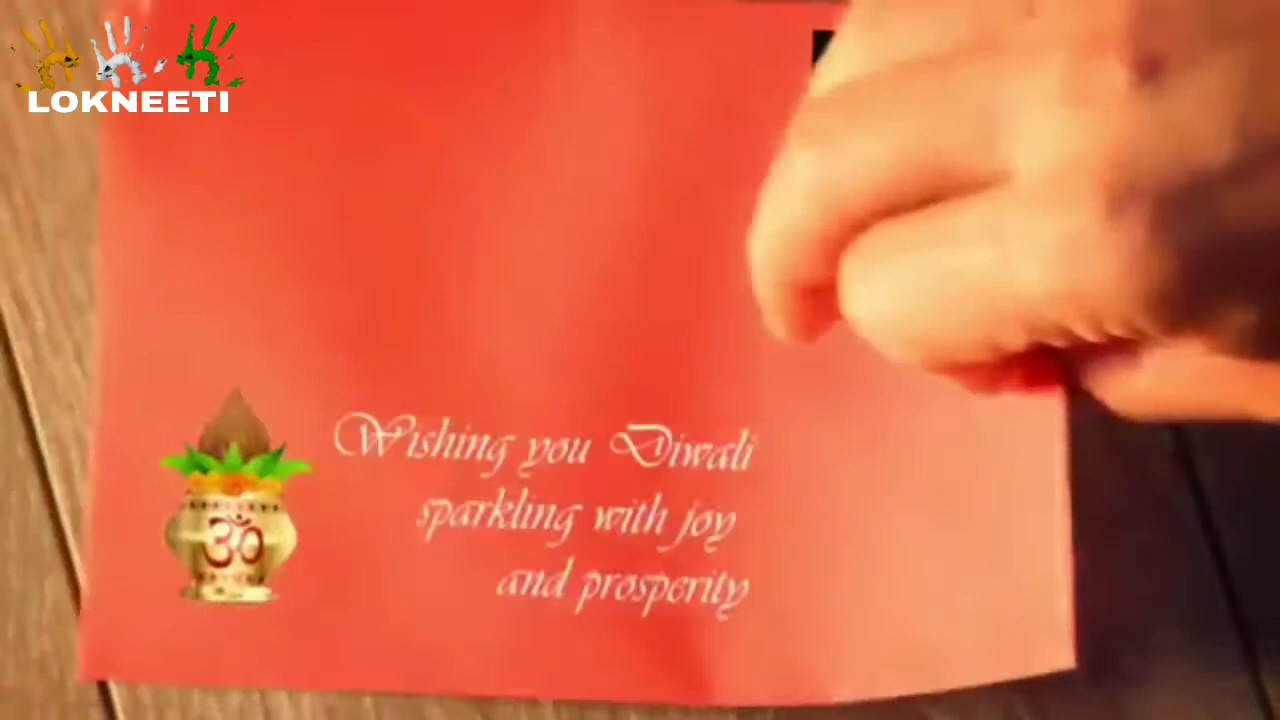 LOKNEETI
Wishing you Diwali
sparkling with joy
and prosperity
ॐ